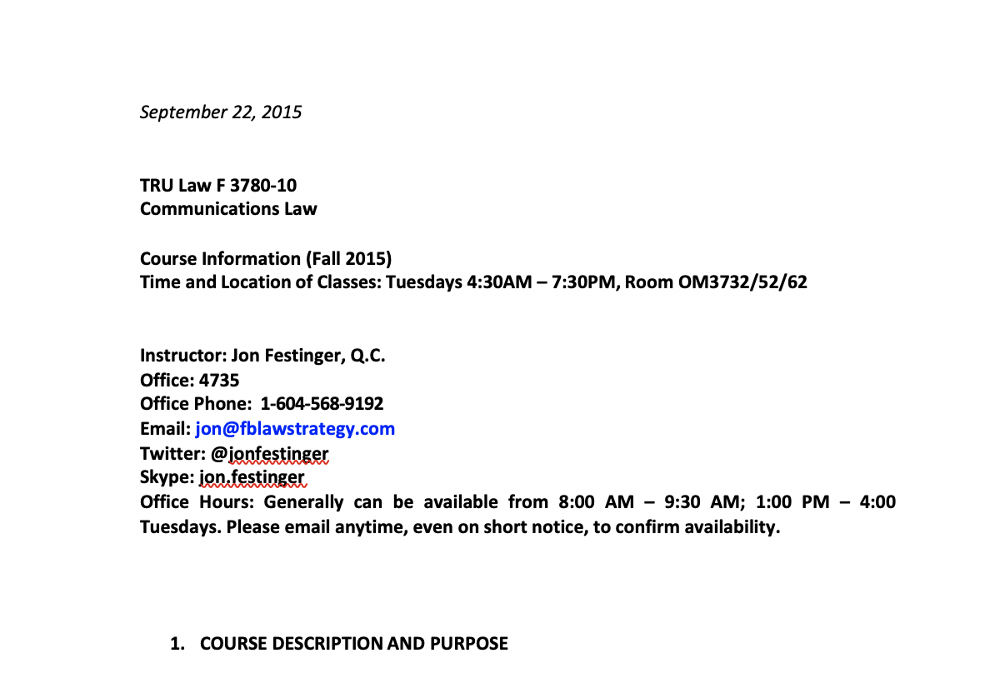 September 22, 2015
TRU Law F 3780-10
Communications Law
Course Information (Fall 2015)
Time and Location of Classes: Tuesdays 4:30AM – 7:30PM, Room OM3732/52/62
Instructor: Jon Festinger, Q.C.
Office: 4735
Office Phone:  1-604-568-9192
Email: jon@fblawstrategy.com
Twitter: @jonfestinger
Skype: jon.festinger
Office Hours: Generally can be available from 8:00 AM – 9:30 AM; 1:00 PM – 4:00
Tuesdays. Please email anytime, even on short notice, to confirm availability.
1. COURSE DESCRIPTION AND PURPOSE